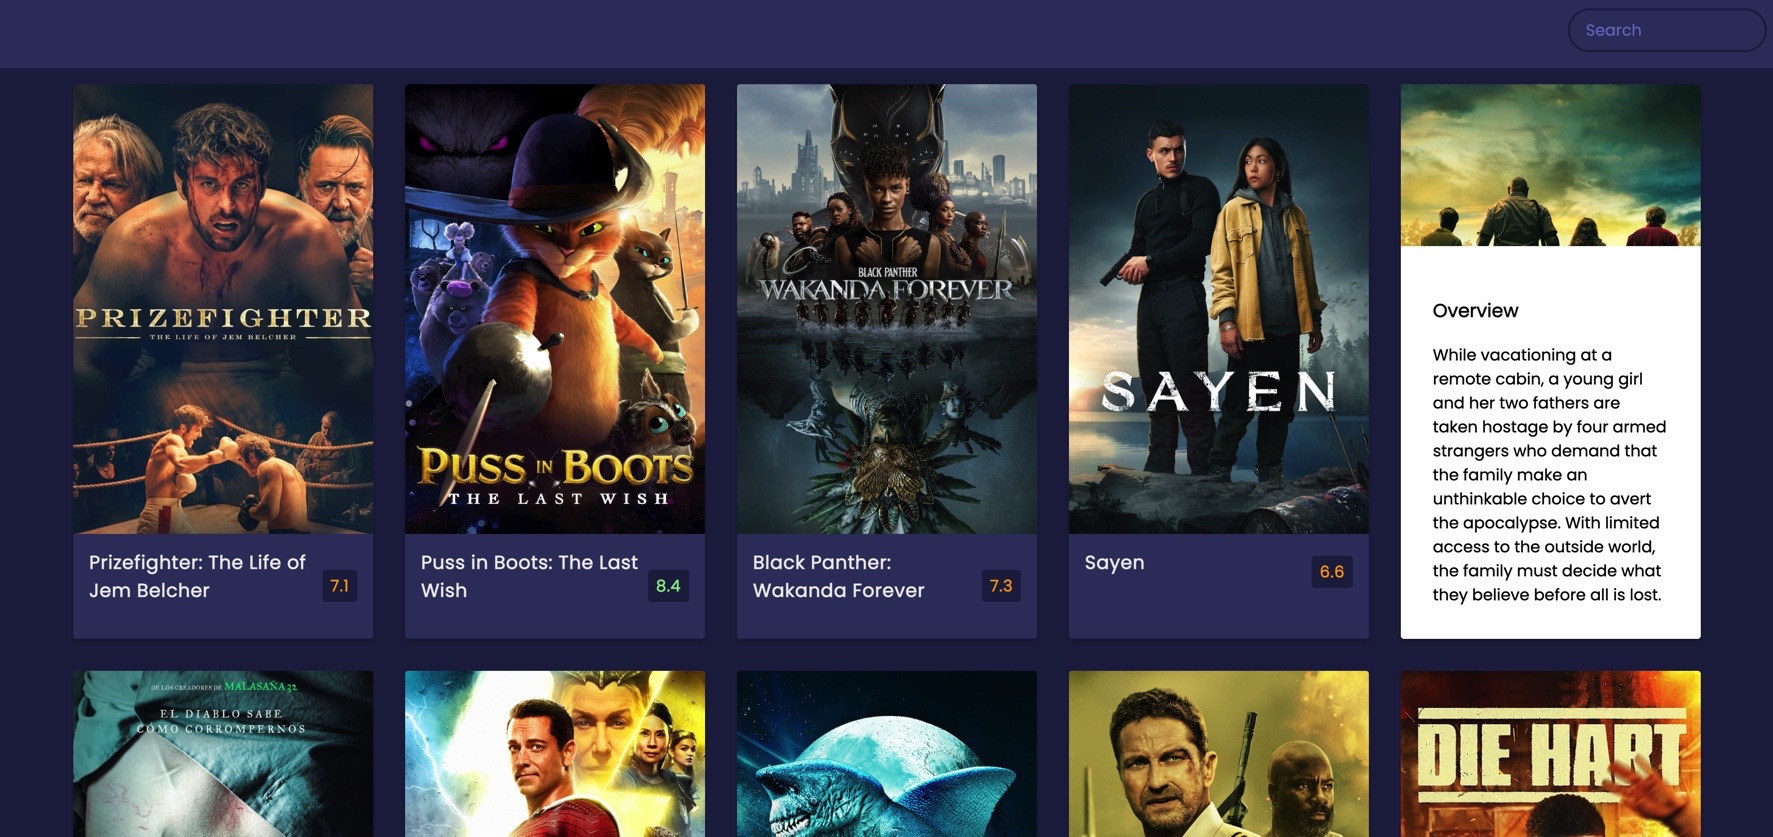 Search
PRIZEFIGHTER
THE LIFE OF JEM BELCHER
Prizefighter: The Life of
Jem Belcher
7.1
PUSS IN BOOTS
THE LAST WISH
Puss in Boots: The Last
Wish
8.4
BLACK PANTHER
WAKANDA FOREVER
Black Panther:
Wakanda Forever
7.3
SAYEN
Sayen
6.6
Overview
While vacationing at a
remote cabin, a young girl
and her two fathers are
taken hostage by four armed
strangers who demand that
the family make an
unthinkable choice to avert
the apocalypse. With limited
access to the outside world,
the family must decide what
they believe before all is lost.
DE LOS CREADORES DE MALASAÑA 32
EL DIABLO SABE
CÓMO CORROMPERNOS
DIE HART